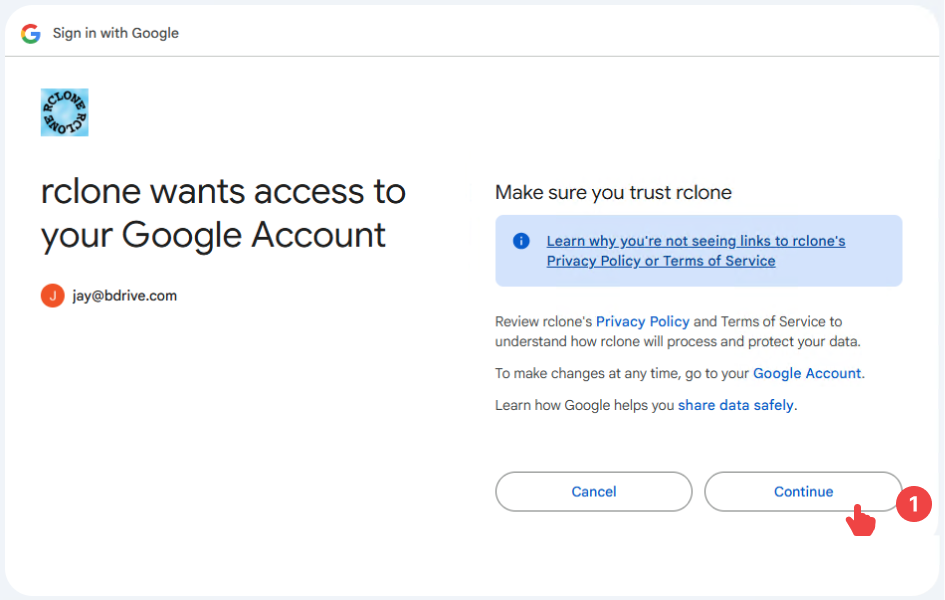 Sign in with Google
RCLONE RCLONE
rclone wants access to
your Google Account
J jay@bdrive.com
Make sure you trust rclone
Learn why you're not seeing links to rclone's
Privacy Policy or Terms of Service
Review rclone's Privacy Policy and Terms of Service to
understand how rclone will process and protect your data.
To make changes at any time, go to your Google Account.
Learn how Google helps you share data safely.
Cancel
Continue
1